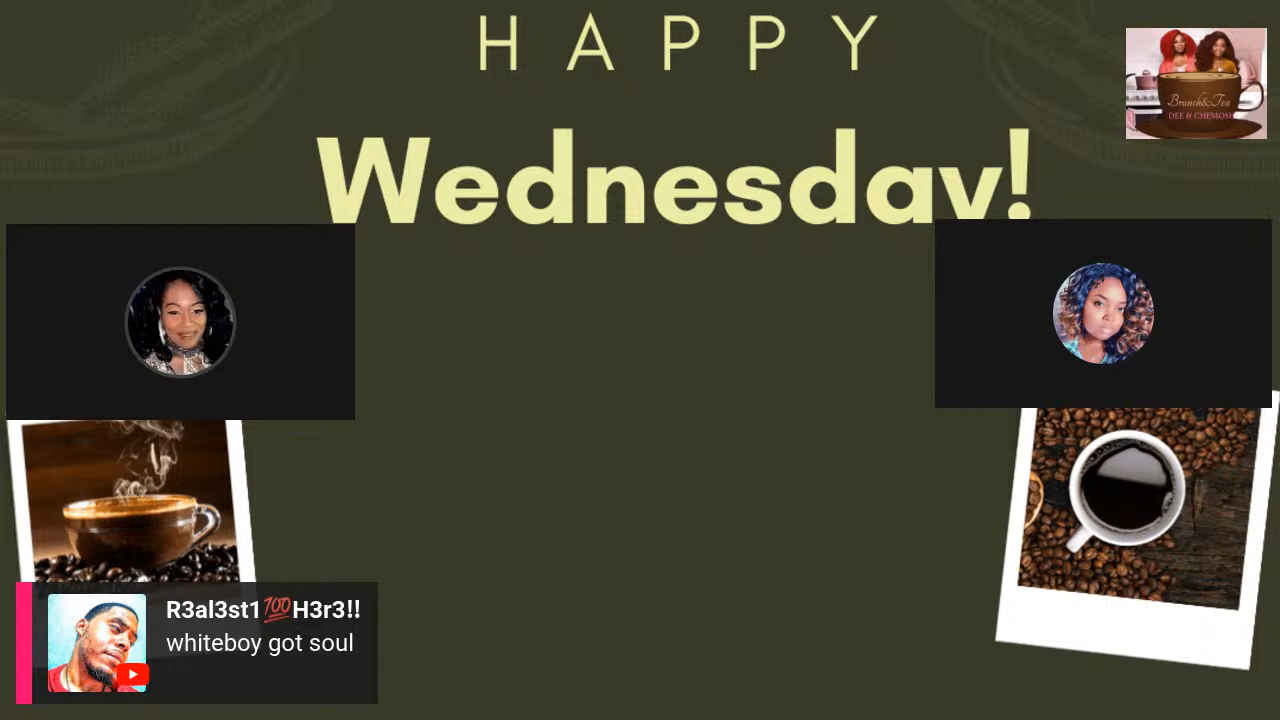 HAPPY
Wednesday!
Brunch&Tea
DEE & CHEMOSH
R3al3st1💯H3r3‼
whiteboy got soul